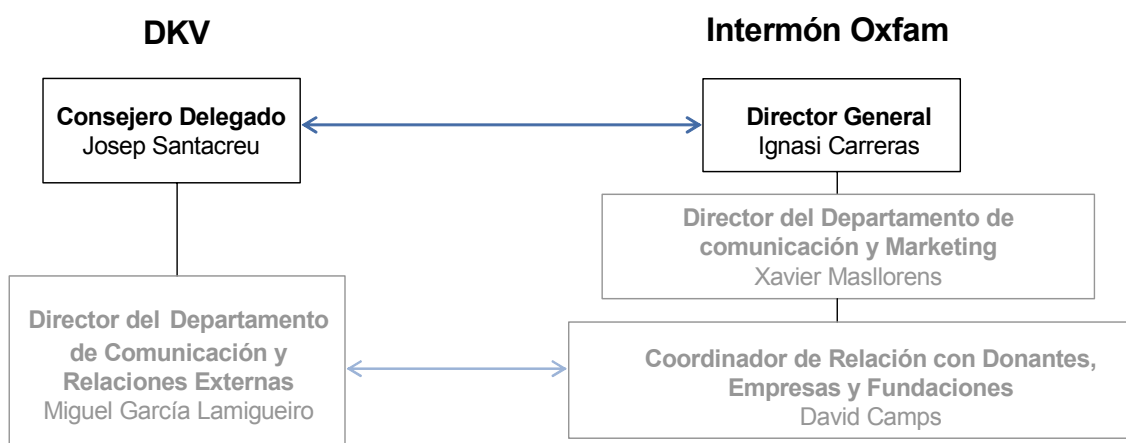 DKV
Intermón Oxfam
Consejero Delegado
Josep Santacreu
Director General
Ignasi Carreras
Director del Departamento de
comunicación y Marketing
Xavier Masllorens
Director del Departamento
de Comunicación y
Relaciones Externas
Miguel García Lamigueiro
Coordinador de Relación con Donantes,
Empresas y Fundaciones
David Camps